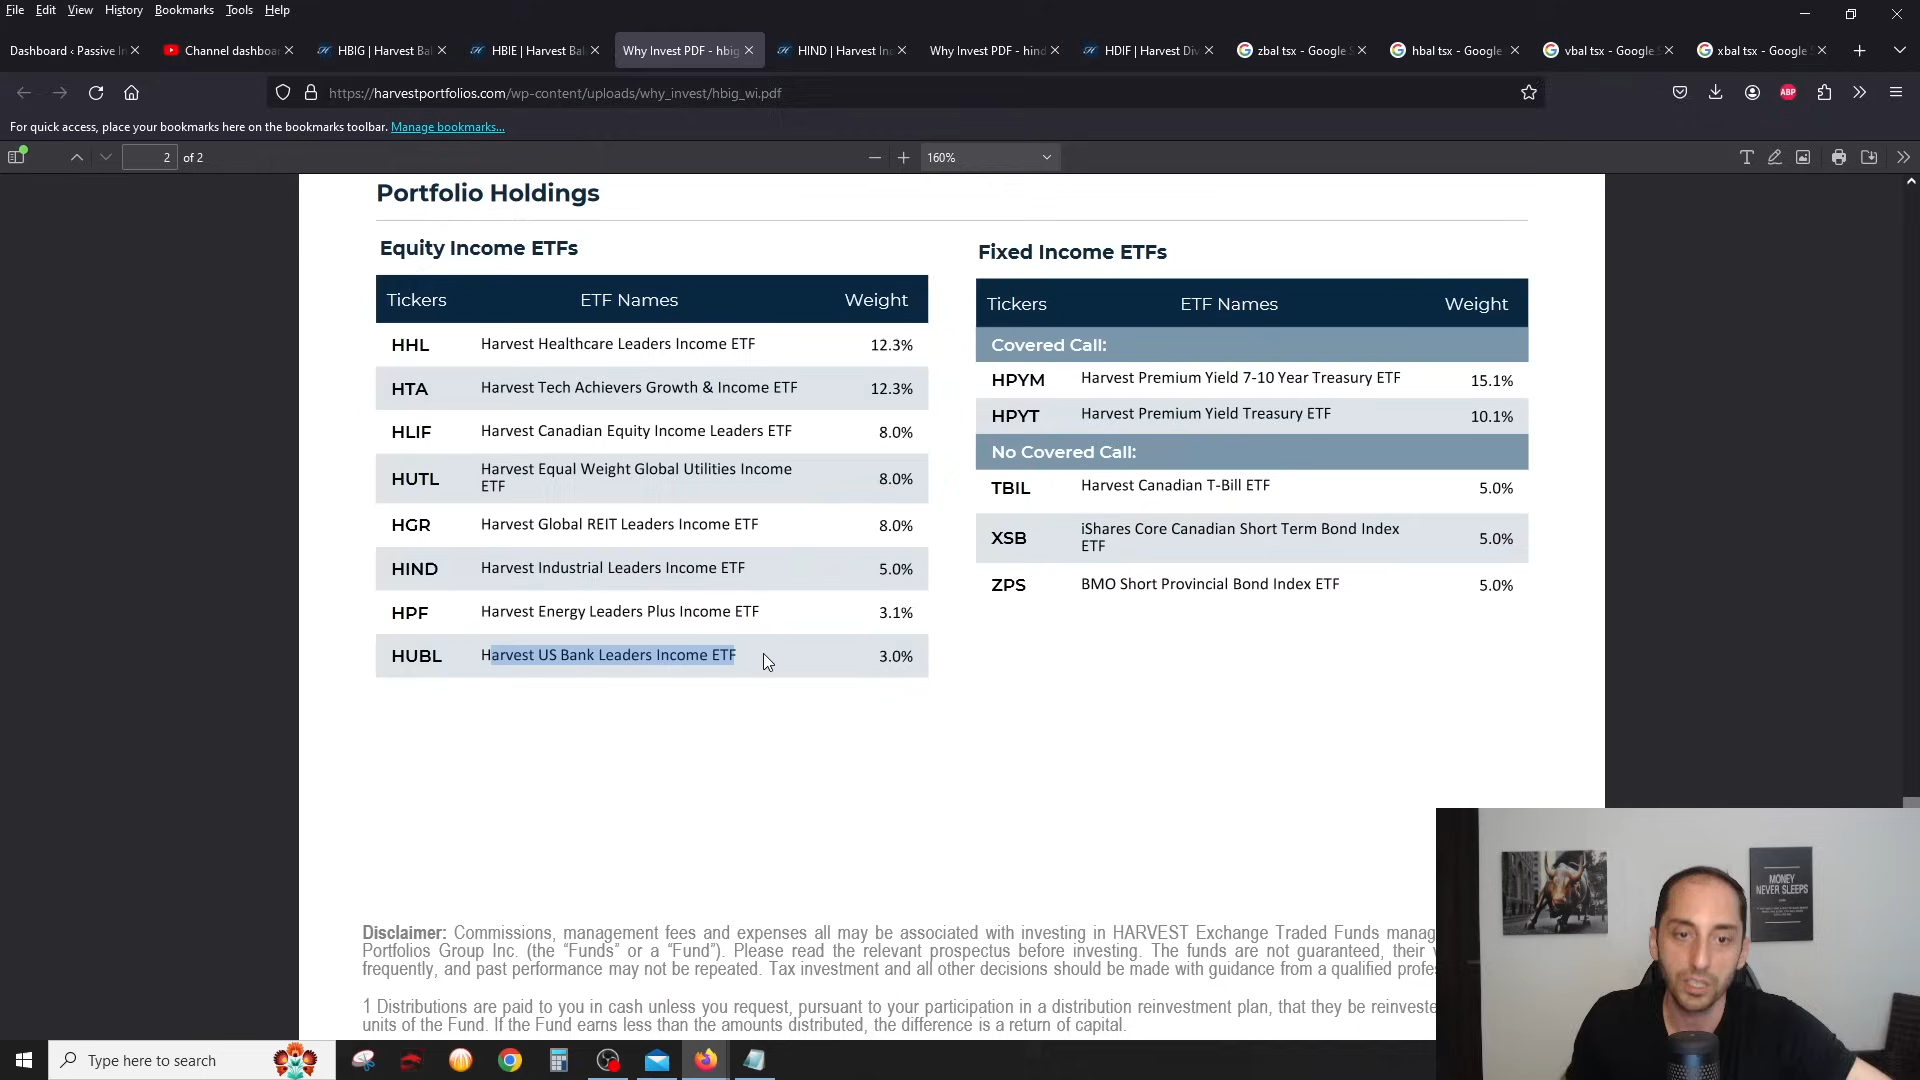 File Edit View History Bookmarks Tools Help
Dashboard ‹ Passive In
Channel dashboa
HBIG | Harvest Bal
HBIE | Harvest Bal
Why Invest PDF - hbig
HIND | Harvest In
Why Invest PDF - hind
HDIF | Harvest Div
zbal tsx - Google S
hbal tsx - Google
vbal tsx - Google
xbal tsx - Google
https://harvestportfolios.com/wp-content/uploads/why_invest/hbig_wi.pdf
ABP
For quick access, place your bookmarks here on the bookmarks toolbar. Manage bookmarks...
2 of 2
160%
Portfolio Holdings
Equity Income ETFs
Tickers ETF Names Weight
HHL Harvest Healthcare Leaders Income ETF 12.3%
HTA Harvest Tech Achievers Growth & Income ETF 12.3%
HLIF Harvest Canadian Equity Income Leaders ETF 8.0%
HUTL Harvest Equal Weight Global Utilities Income
ETF 8.0%
HGR Harvest Global REIT Leaders Income ETF 8.0%
HIND Harvest Industrial Leaders Income ETF 5.0%
HPF Harvest Energy Leaders Plus Income ETF 3.1%
HUBL Harvest US Bank Leaders Income ETF 3.0%
Fixed Income ETFs
Tickers ETF Names Weight
Covered Call:
HPYM Harvest Premium Yield 7-10 Year Treasury ETF 15.1%
HPYT Harvest Premium Yield Treasury ETF 10.1%
No Covered Call:
TBIL Harvest Canadian T-Bill ETF 5.0%
XSB iShares Core Canadian Short Term Bond Index
ETF 5.0%
ZPS BMO Short Provincial Bond Index ETF 5.0%
Disclaimer: Commissions, management fees and expenses all may be associated with investing in HARVEST Exchange Traded Funds manag
Portfolios Group Inc. (the “Funds” or a “Fund”). Please read the relevant prospectus before investing. The funds are not guaranteed, their v
frequently, and past performance may not be repeated. Tax investment and all other decisions should be made with guidance from a qualified profe
1 Distributions are paid to you in cash unless you request, pursuant to your participation in a distribution reinvestment plan, that they be reinveste
units of the Fund. If the Fund earns less than the amounts distributed, the difference is a return of capital.
MONEY
NEVER SLEEPS
Type here to search